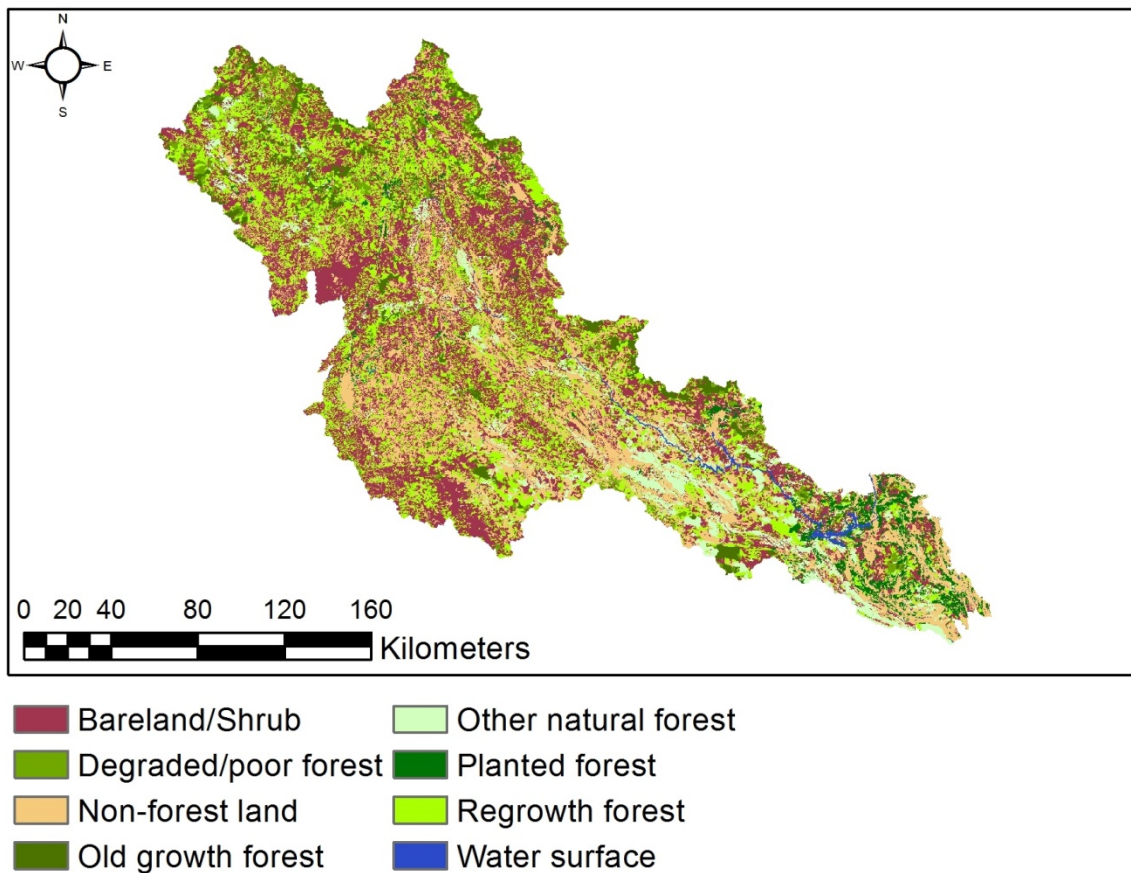 N
W E
S
0 20 40 80 120 160
Kilometers
Bareland/Shrub
Degraded/poor forest
Non-forest land
Old growth forest
Other natural forest
Planted forest
Regrowth forest
Water surface